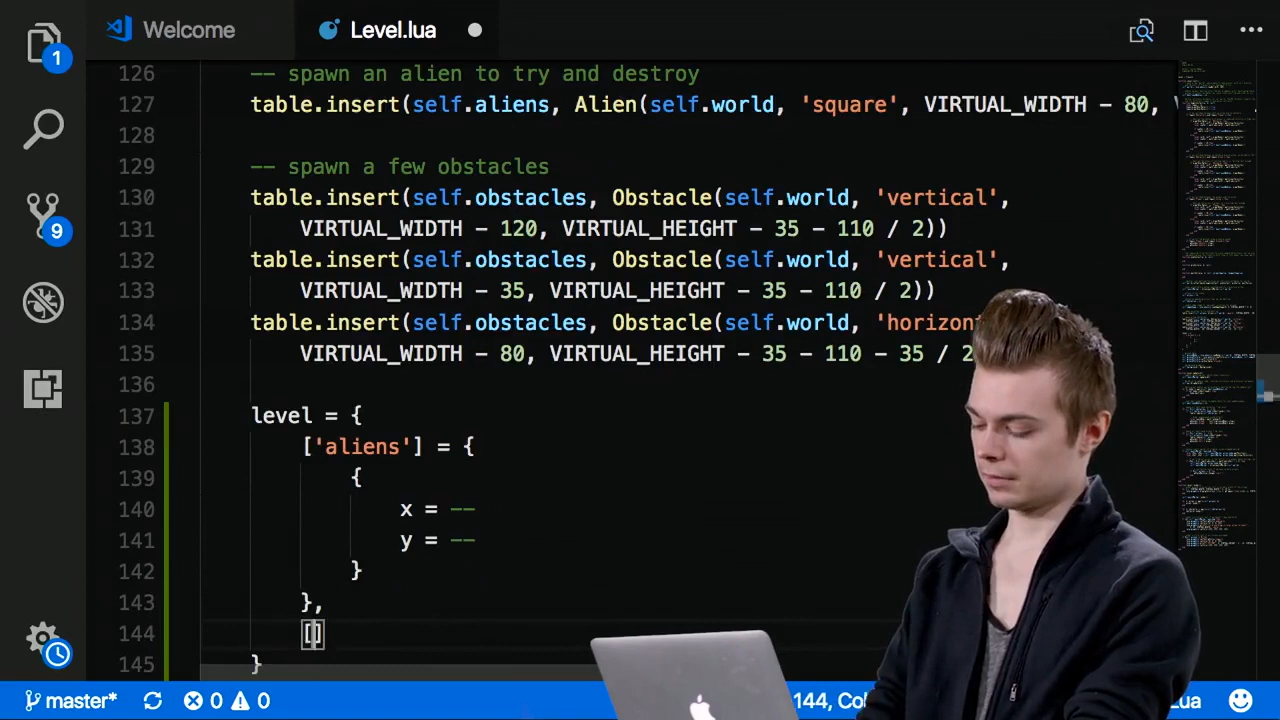 Welcome
Level.lua
1
9
126 -- spawn an alien to try and destroy
127 table.insert(self.aliens, Alien(self.world, 'square', VIRTUAL_WIDTH - 80,
128
129 -- spawn a few obstacles
130 table.insert(self.obstacles, Obstacle(self.world, 'vertical',
131 VIRTUAL_WIDTH - 120, VIRTUAL_HEIGHT - 35 - 110 / 2))
132 table.insert(self.obstacles, Obstacle(self.world, 'vertical',
133 VIRTUAL_WIDTH - 35, VIRTUAL_HEIGHT - 35 - 110 / 2))
134 table.insert(self.obstacles, Obstacle(self.world, 'horizont
135 VIRTUAL_WIDTH - 80, VIRTUAL_HEIGHT - 35 - 110 - 35 / 2
136
137 level = {
138 ['aliens'] = {
139 {
140 x = --
141 y = --
142 }
143 },
144 []
145 }
master* 0 0 144, Co Lua